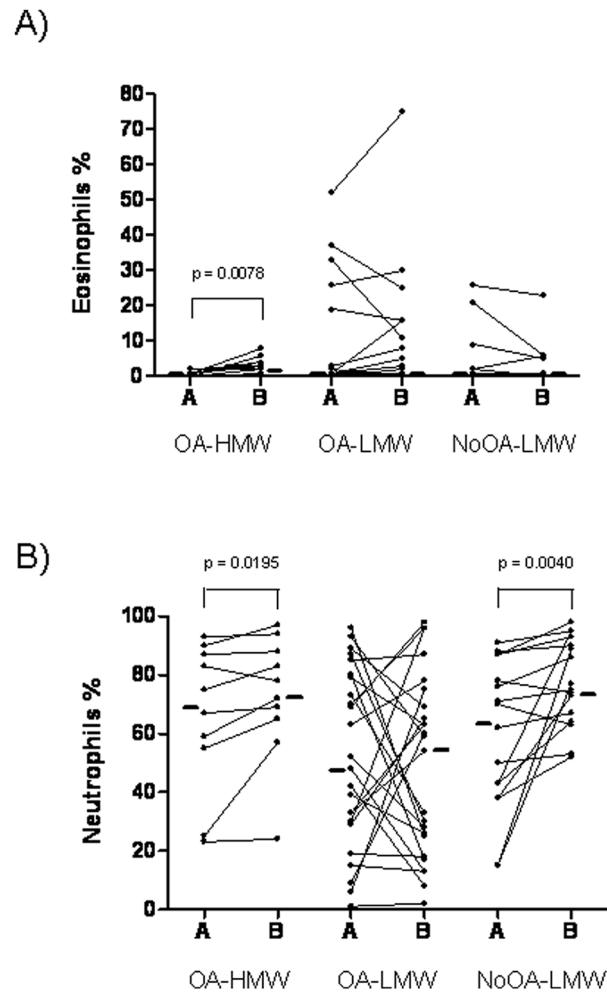 A)
80
70
60
50
40
30
20
10
0
Eosinophils %
p = 0.0078
A B A B A B
OA-HMW OA-LMW NoOA-LMW
B)
p = 0.0195 p = 0.0040
100
80
60
40
20
0
Neutrophils %
A B A B A B
OA-HMW OA-LMW NoOA-LMW